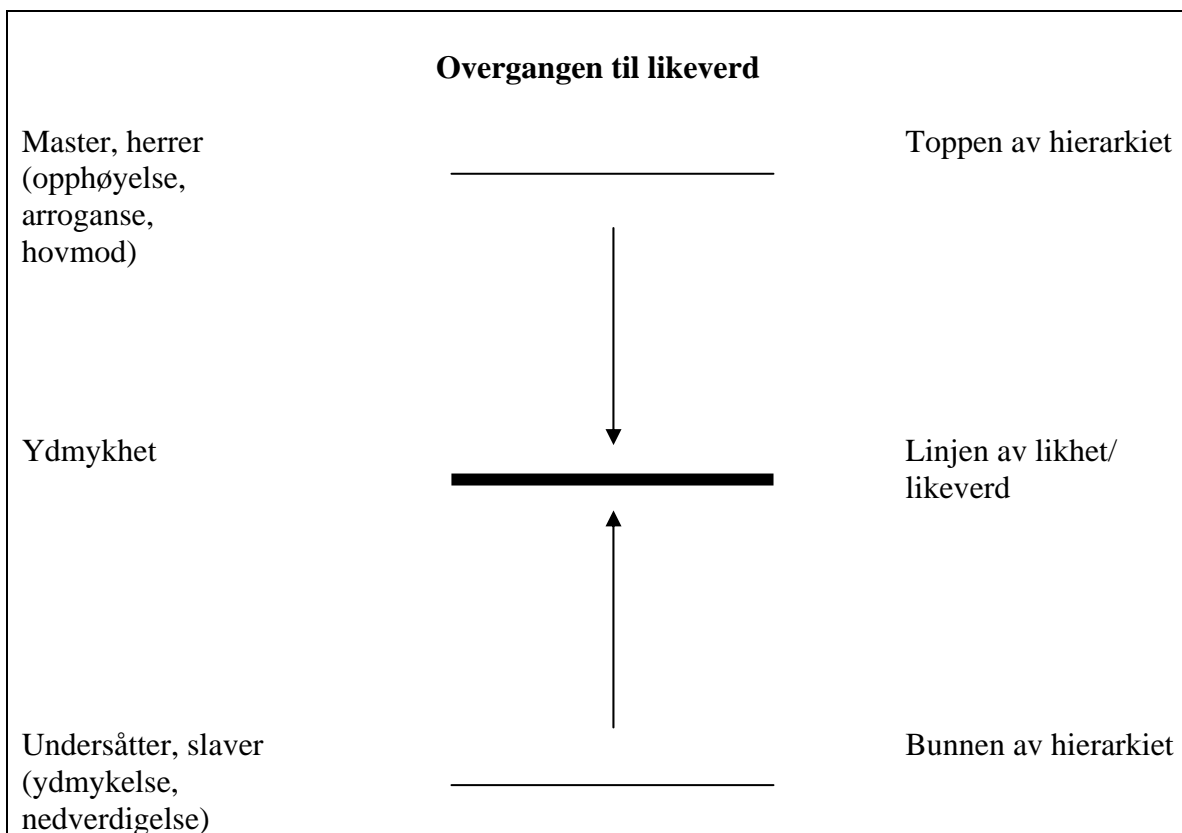 Overgangen til likeverd
Master, herrer
(opphøyelse,
arroganse,
hovmod)
Toppen av hierarkiet
Ydmykhet
Linjen av likhet/
likeverd
Undersåtter, slaver
(ydmykelse,
nedverdigelse)
Bunnen av hierarkiet